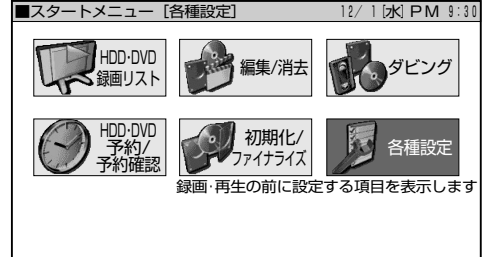 ■スタートメニュー [各種設定] 12/ 1[水] PM 9:30
HDD･DVD
録画リスト
編集/消去
ダビング
HDD･DVD
予約/
予約確認
初期化/
ファイナライズ
各種設定
録画･再生の前に設定する項目を表示します